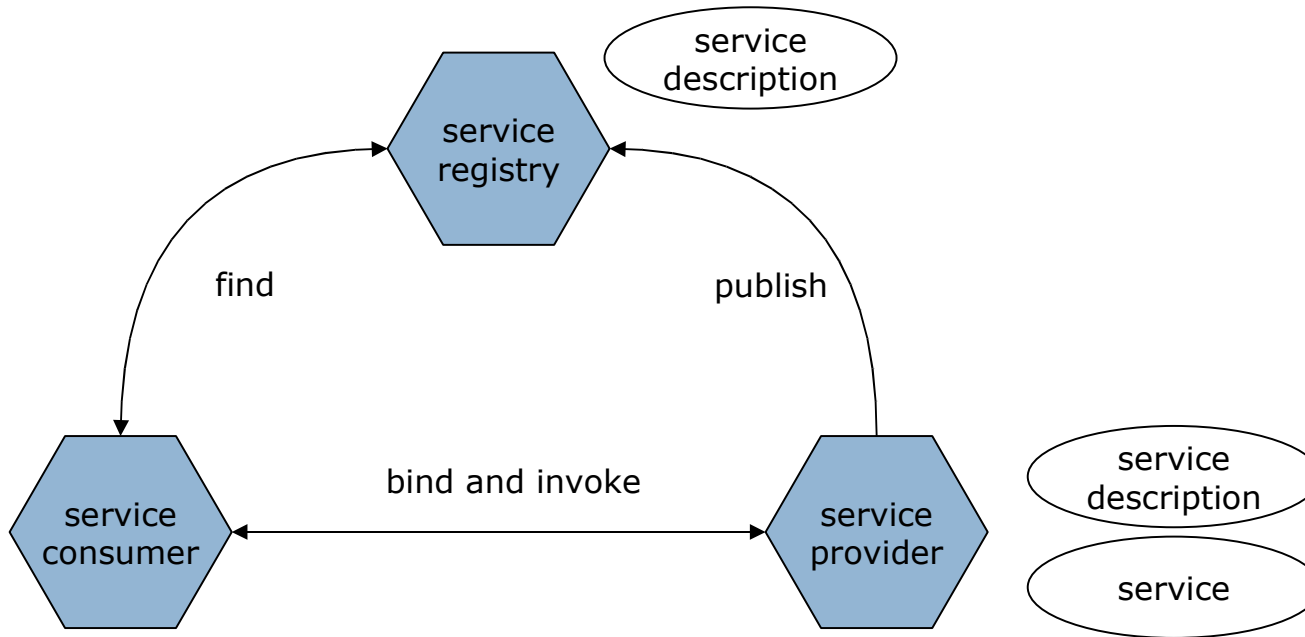 service
description
service
registry
find
publish
bind and invoke
service
consumer
service
provider
service
description
service